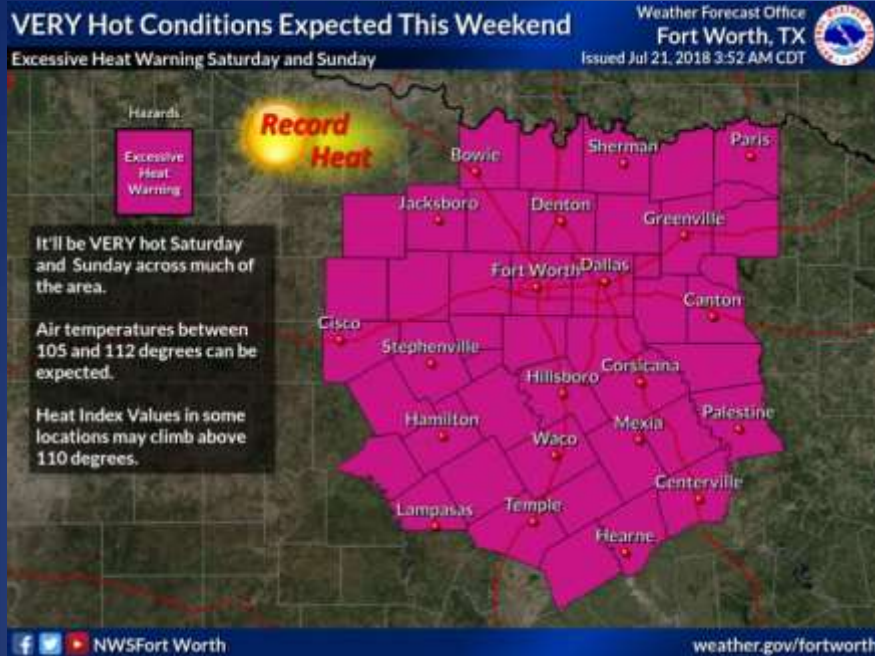 VERY Hot Conditions Expected This Weekend
Excessive Heat Warning Saturday and Sunday
Weather Forecast Office
Fort Worth, TX
Issued Jul 21, 2018 3:52 AM CDT
Hazards
Excessive
Heat
Warning
Record
Heat
It'll be VERY hot Saturday
and Sunday across much of
the area.
Air temperatures between
105 and 112 degrees can be
expected.
Heat Index Values in some
locations may climb above
110 degrees.
Bowie
Sherman
Paris
Jacksboro
Denton
Greenville
Fort Worth
Dallas
Canton
Cisco
Stephenville
Hillsboro
Corsicana
Hamilton
Waco
Mexia
Palestine
Lampasas
Temple
Centerville
Hearne
NWSFort Worth
weather.gov/fortworth